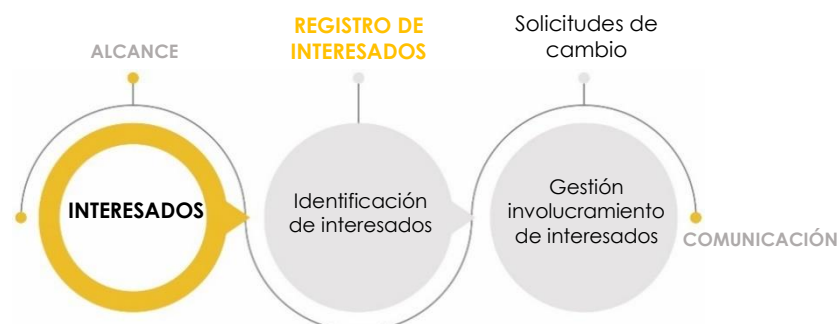 ALCANCE
REGISTRO DE
INTERESADOS
Solicitudes de
cambio
INTERESADOS
Identificación
de interesados
Gestión
involucramiento
de interesados
COMUNICACIÓN